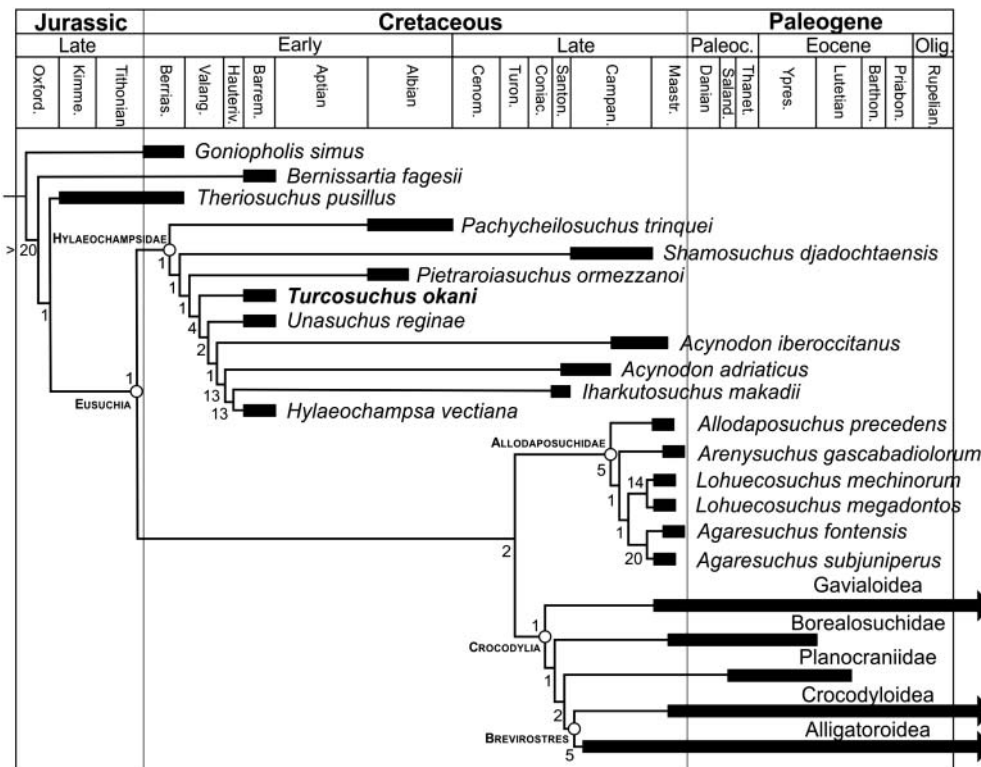 Jurassic Cretaceous Paleogene
Late Early Late Paleoc. Eocene Olig.
Oxford. Kimme. Tithonian Berrias. Valang. Hauteriv. Barrem. Aptian Albian Cenom. Turon. Coniac. Santon. Campan. Maastr. Danian Saland. Thanet. Ypres. Lutetian Barthon. Priabon. Rupelian.
Goniopholis simus
Bernissartia fagesii
Theriosuchus pusillus
Pachycheilosuchus trinquei
HYLAEOCHAMPSIDAE
>20
1
Shamosuchus djadochtaensis
1
Pietraroiasuchus ormezzanoi
Turcosuchus okani
1
1
Unasuchus reginae
4
Acynodon iberoccitanus
2
Acynodon adriaticus
1
1
Iharkutosuchus makadii
13
EUSUCHIA
Hylaeochampsa vectiana
13
Allodaposuchus precedens
ALLODAPOSUCHIDAE
Arenysuchus gascabadiolorum
5
Lohuecosuchus mechinorum
14
1
Lohuecosuchus megadontos
Agaresuchus fontensis
1
2
20 Agaresuchus subjuniperus
Gavialoidea
1
Borealosuchidae
CROCODYLIA
Planocraniidae
1
Crocodyloidea
2
Alligatoroidea
BREVIROSTRES
5